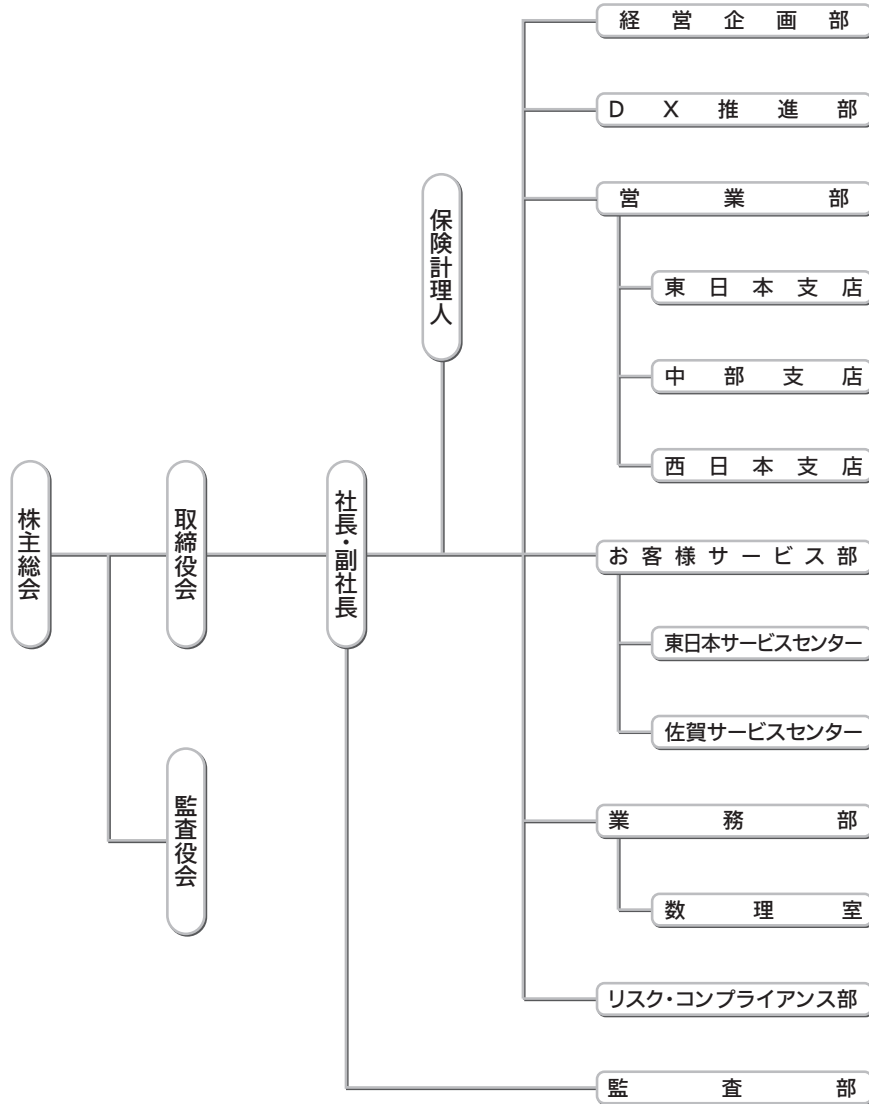 経営企画部
DX推進部
営業部
保険計理人
東日本支店
中部支店
西日本支店
株主総会
取締役会
社長・副社長
お客様サービス部
東日本サービスセンター
佐賀サービスセンター
監査役会
業務部
数理室
リスク・コンプライアンス部
監査部